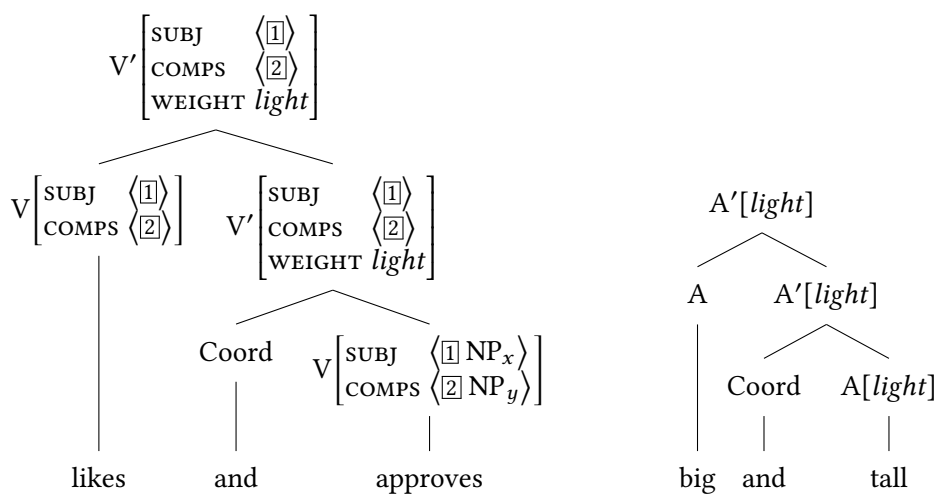 V′[SUBJ ⟨[1]⟩
COMPS ⟨[2]⟩
WEIGHT light]
V[SUBJ ⟨[1]⟩
COMPS ⟨[2]⟩]
V′[SUBJ ⟨[1]⟩
COMPS ⟨[2]⟩
WEIGHT light]
Coord
V[SUBJ ⟨[1] NPₓ⟩
COMPS ⟨[2] NP_y⟩]
likes and approves
A′[light]
A A′[light]
Coord A[light]
big and tall